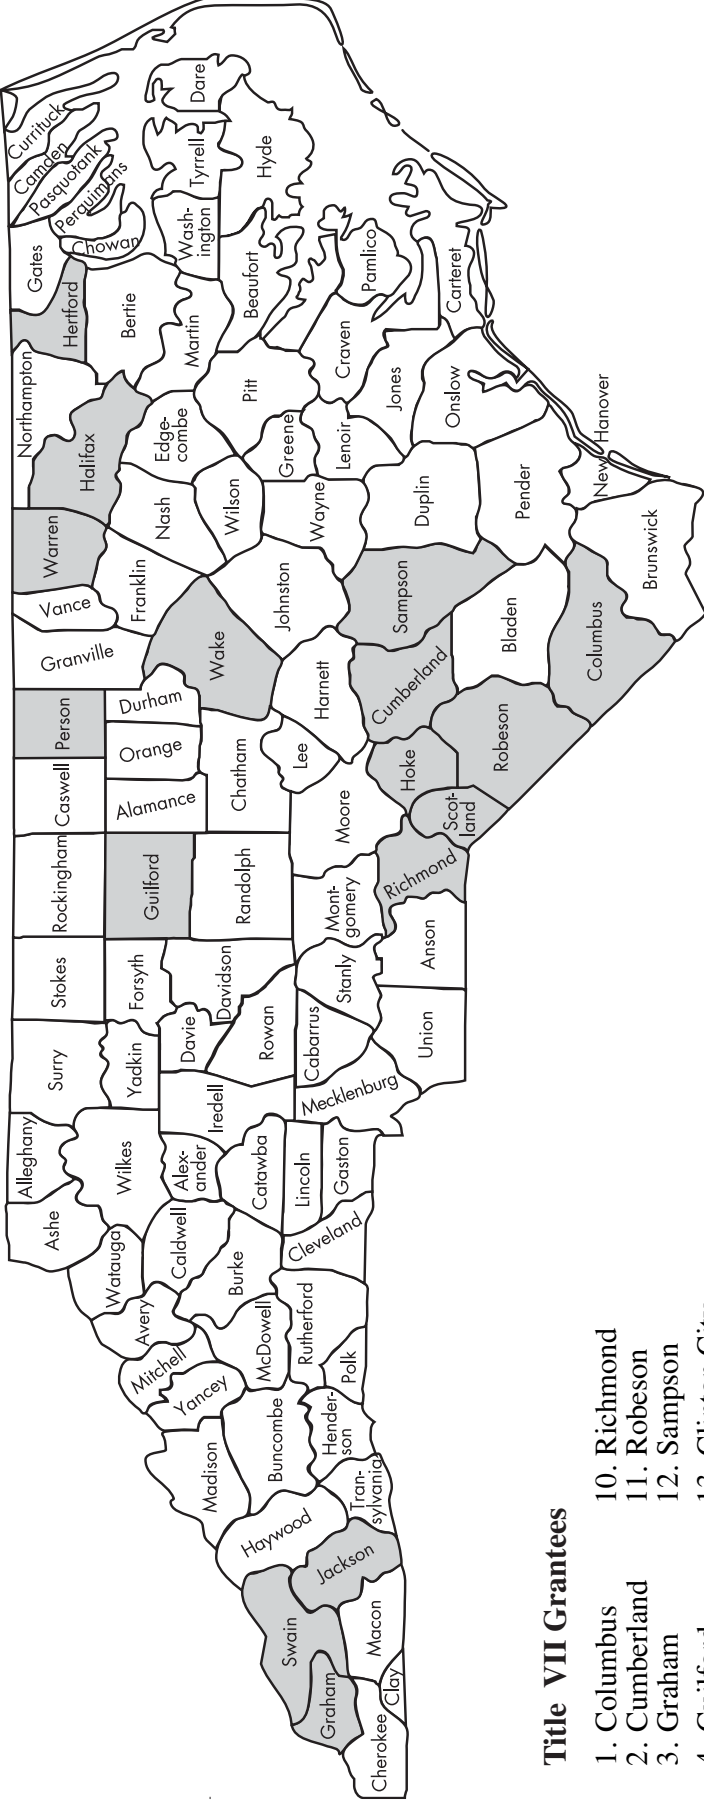 Alleghany
Ashe
Surry
Stokes
Rockingham
Caswell
Person
Granville
Vance
Warren
Northampton
Gates
Currituck
Camden
Pasquotank
Perquimans
Chowan
Hertford
Halifax
Bertie
Watauga
Wilkes
Yadkin
Forsyth
Guilford
Alamance
Orange
Durham
Franklin
Nash
Edge-
combe
Martin
Wash-
ington
Tyrrell
Dare
Avery
Mitchell
Yancey
Caldwell
Alex-
ander
Iredell
Davie
Davidson
Randolph
Chatham
Wake
Wilson
Pitt
Beaufort
Hyde
Madison
Buncombe
McDowell
Burke
Catawba
Lincoln
Rowan
Cabarrus
Stanly
Mont-
gomery
Moore
Lee
Harnett
Johnston
Wayne
Greene
Lenoir
Craven
Pamlico
Haywood
Swain
Graham
Jackson
Macon
Clay
Cherokee
Tran-
sylvania
Hender-
son
Polk
Rutherford
Cleveland
Gaston
Mecklenburg
Union
Anson
Richmond
Scot-
land
Hoke
Cumberland
Sampson
Duplin
Jones
Onslow
Carteret
Robeson
Bladen
Pender
Columbus
Brunswick
New Hanover
Title VII Grantees
1. Columbus
2. Cumberland
3. Graham
4. Guilford
10. Richmond
11. Robeson
12. Sampson
13. Clinton City